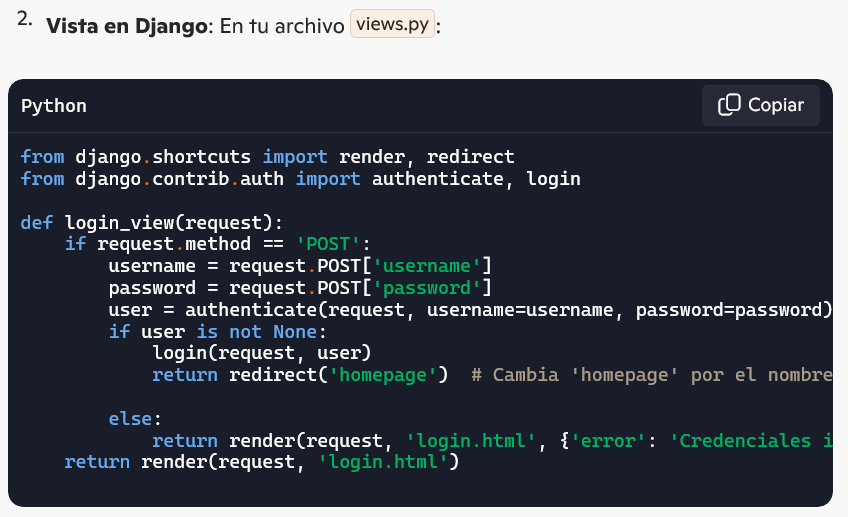 2. Vista en Django: En tu archivo views.py:
Python
Copiar
from django.shortcuts import render, redirect
from django.contrib.auth import authenticate, login
def login_view(request):
    if request.method == 'POST':
        username = request.POST['username']
        password = request.POST['password']
        user = authenticate(request, username=username, password=password)
        if user is not None:
            login(request, user)
            return redirect('homepage')  # Cambia 'homepage' por el nombre
        else:
            return render(request, 'login.html', {'error': 'Credenciales i
    return render(request, 'login.html')